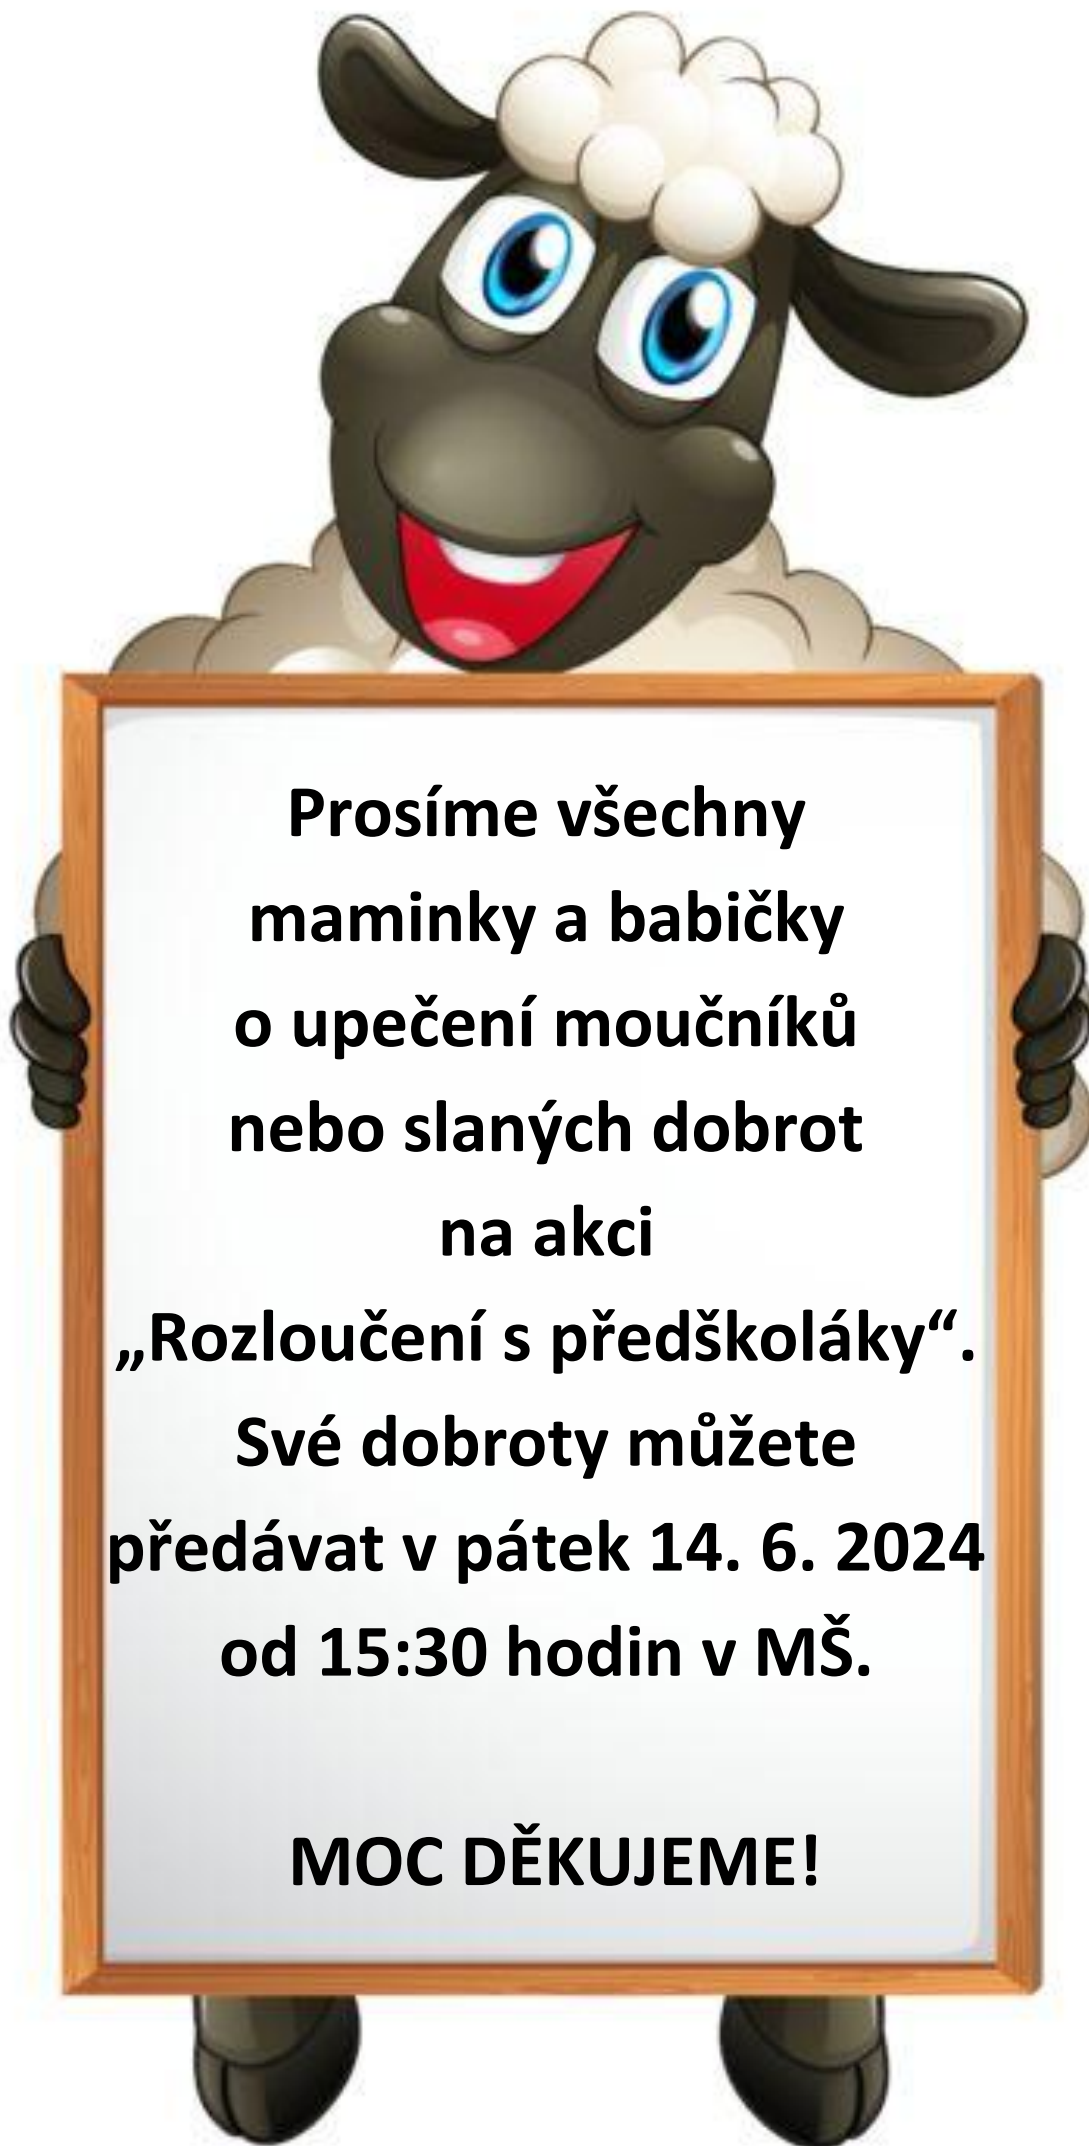 Prosíme všechny
maminky a babičky
o upečení moučníků
nebo slaných dobrot
na akci
„Rozloučení s předškoláky“.
Své dobroty můžete
předávat v pátek 14. 6. 2024
od 15:30 hodin v MŠ.
MOC DĚKUJEME!